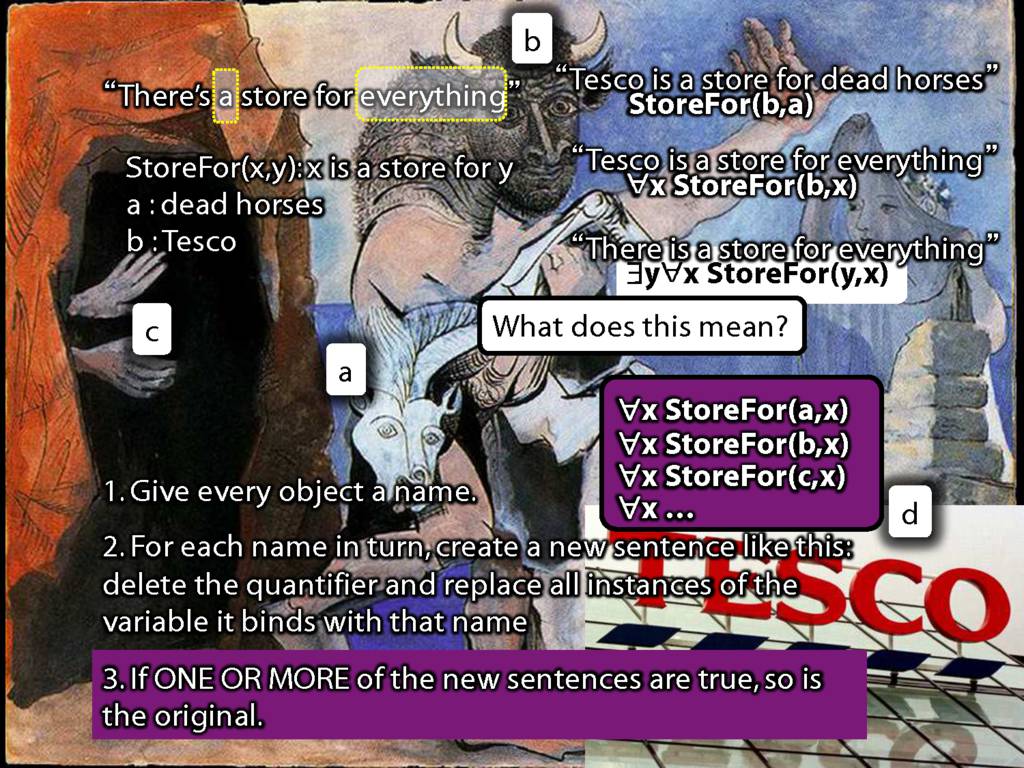 b
“There’s a store for everything”
StoreFor(x,y): x is a store for y
a : dead horses
b : Tesco
“Tesco is a store for dead horses”
StoreFor(b,a)
“Tesco is a store for everything”
∀x StoreFor(b,x)
“There is a store for everything”
∃y∀x StoreFor(y,x)
c
a
What does this mean?
∀x StoreFor(a,x)
∀x StoreFor(b,x)
∀x StoreFor(c,x)
∀x ...
d
1. Give every object a name.
2. For each name in turn, create a new sentence like this:
delete the quantifier and replace all instances of the
variable it binds with that name
TESCO
3. If ONE OR MORE of the new sentences are true, so is
the original.